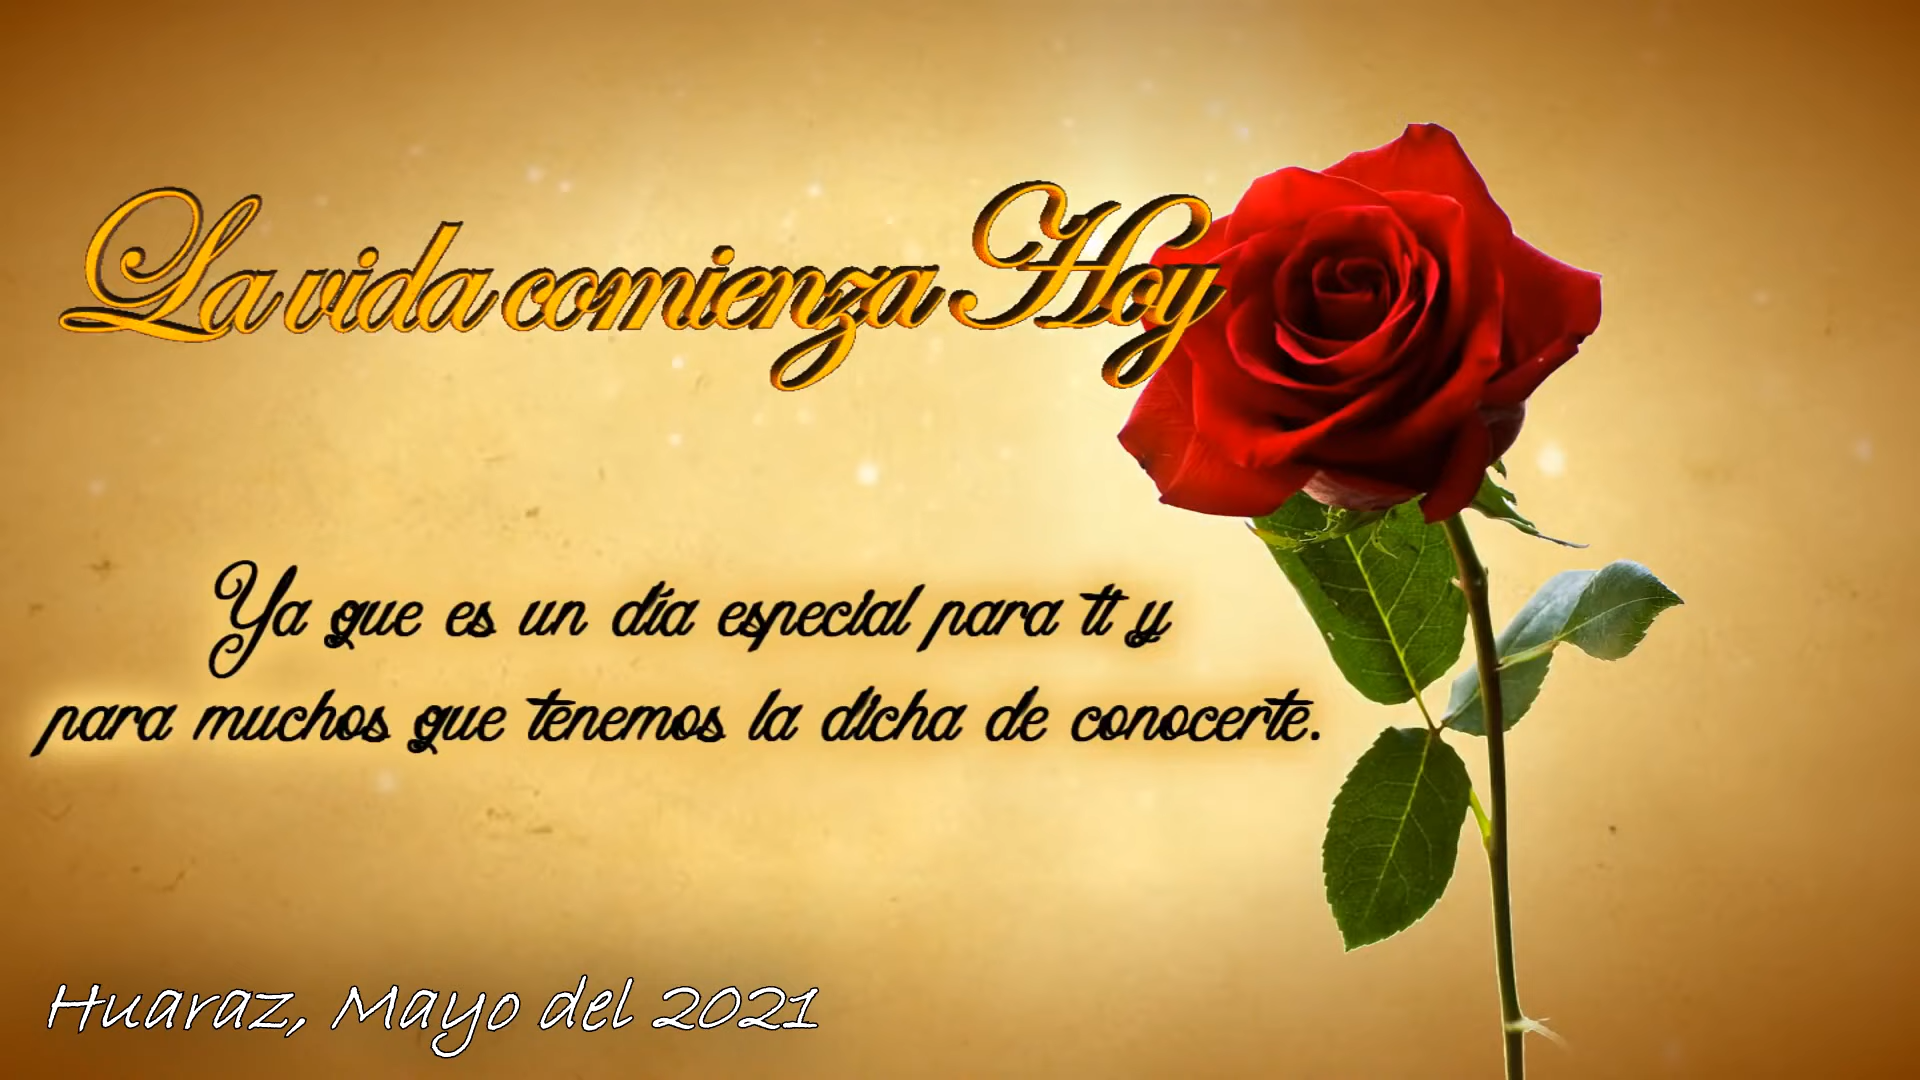 La vida comienza Hoy
Ya que es un día especial para ti y
para muchos que tenemos la dicha de conocerte.
Huaraz, Mayo del 2021